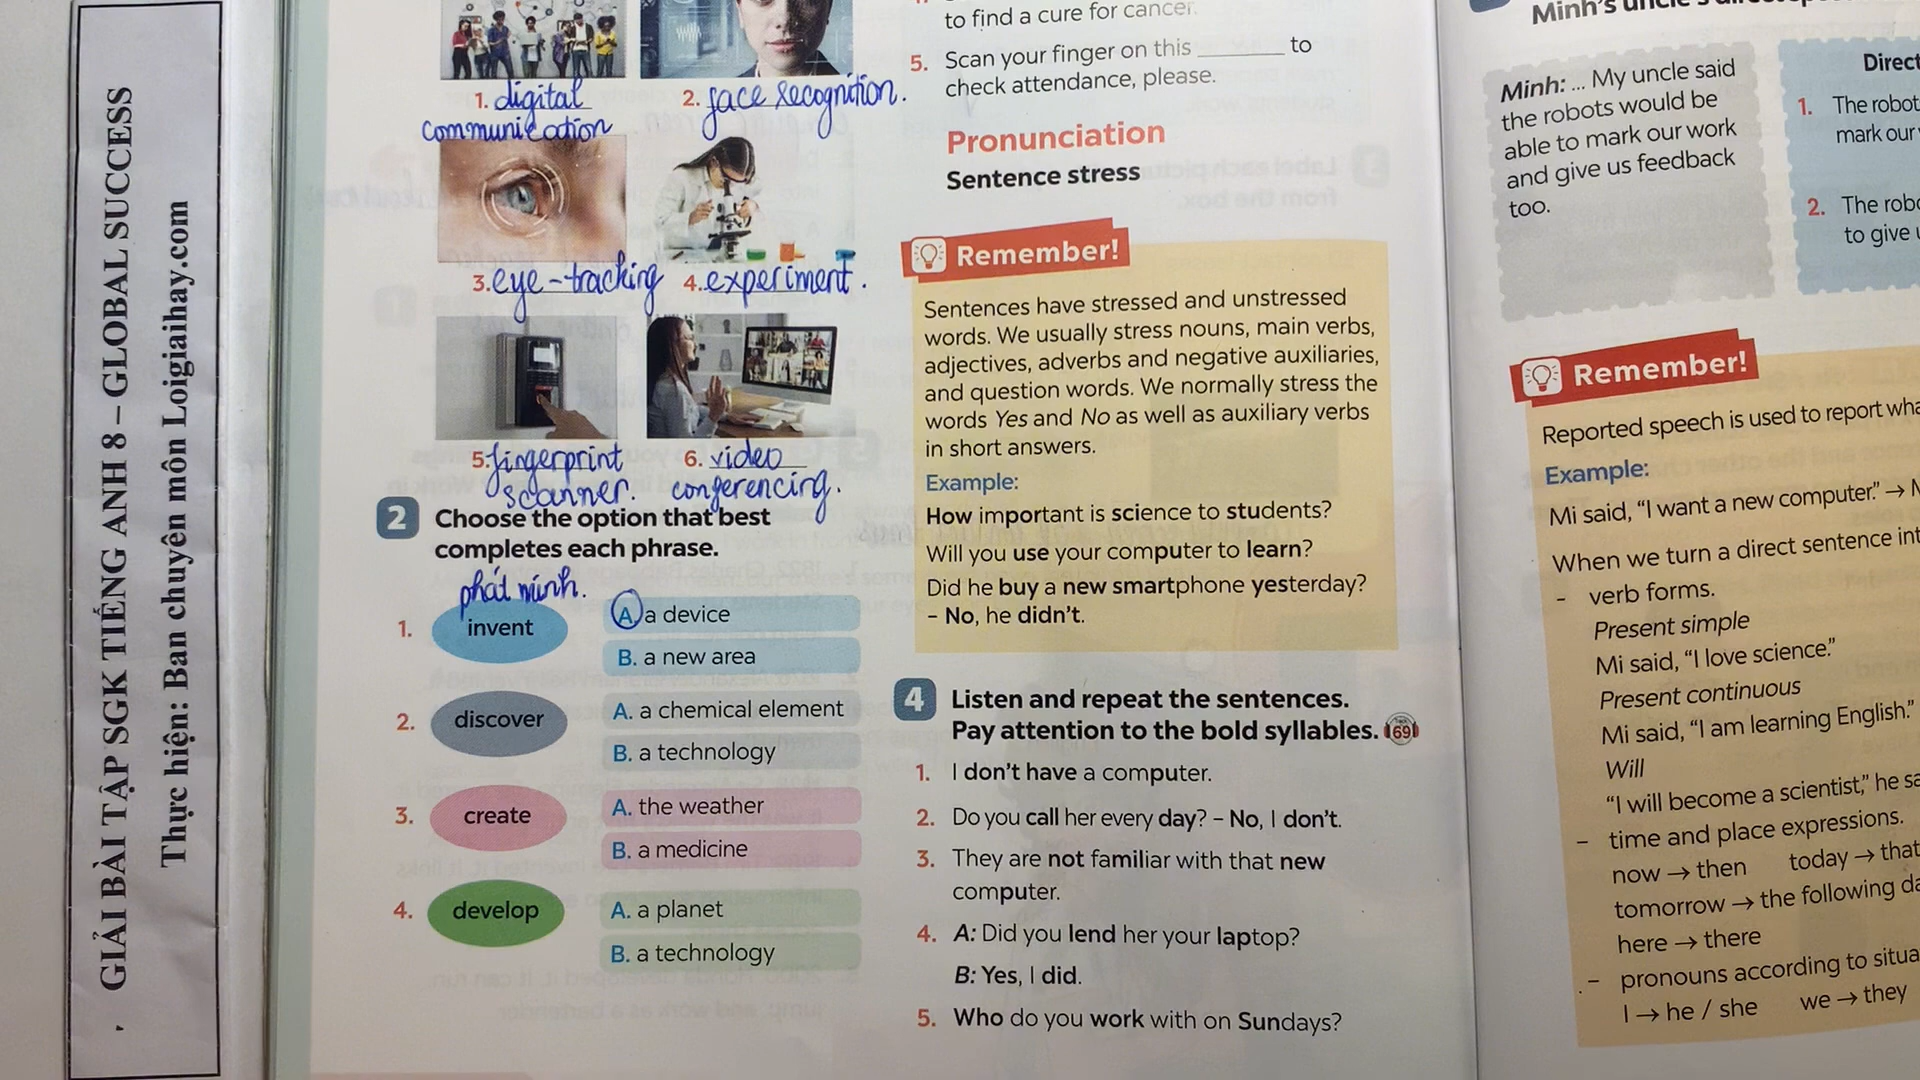 GIẢI BÀI TẬP SGK TIẾNG ANH 8 – GLOBAL SUCCESS
Thực hiện: Ban chuyên môn Loigiaihay.com
1. digital
communication
2. face recognition.
3. eye-tracking
4. experiment.
5. fingerprint
scanner.
6. video
conferencing.
2 Choose the option that best
completes each phrase.
phát minh.
1. invent
A. a device
B. a new area
2. discover
A. a chemical element
B. a technology
3. create
A. the weather
B. a medicine
4. develop
A. a planet
B. a technology
to find a cure for cancer.
5. Scan your finger on this ______ to
check attendance, please.
Pronunciation
Sentence stress
Remember!
Sentences have stressed and unstressed
words. We usually stress nouns, main verbs,
adjectives, adverbs and negative auxiliaries,
and question words. We normally stress the
words Yes and No as well as auxiliary verbs
in short answers.
Example:
How important is science to students?
Will you use your computer to learn?
Did he buy a new smartphone yesterday?
– No, he didn't.
4 Listen and repeat the sentences.
Pay attention to the bold syllables. 69
1. I don't have a computer.
2. Do you call her every day? – No, I don't.
3. They are not familiar with that new
computer.
4. A: Did you lend her your laptop?
B: Yes, I did.
5. Who do you work with on Sundays?
Minh's uncle's
Minh: ... My uncle said
the robots would be
able to mark our work
and give us feedback
too.
Direct
1. The robot
mark our
2. The robo
to give
Remember!
Reported speech is used to report wha
Example:
Mi said, “I want a new computer.” → M
When we turn a direct sentence int
- verb forms.
Present simple
Mi said, “I love science.”
Present continuous
Mi said, “I am learning English.”
Will
“I will become a scientist,” he sa
- time and place expressions.
now → then today → that
tomorrow → the following da
here → there
- pronouns according to situa
I → he / she we → they